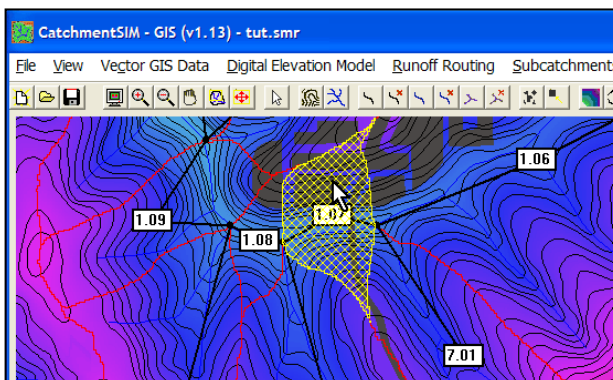 CatchmentSIM - GIS (v1.13) - tut.smr
File View Vector GIS Data Digital Elevation Model Runoff Routing Subcatchment
1.06
1.09
1.07
1.08
7.01